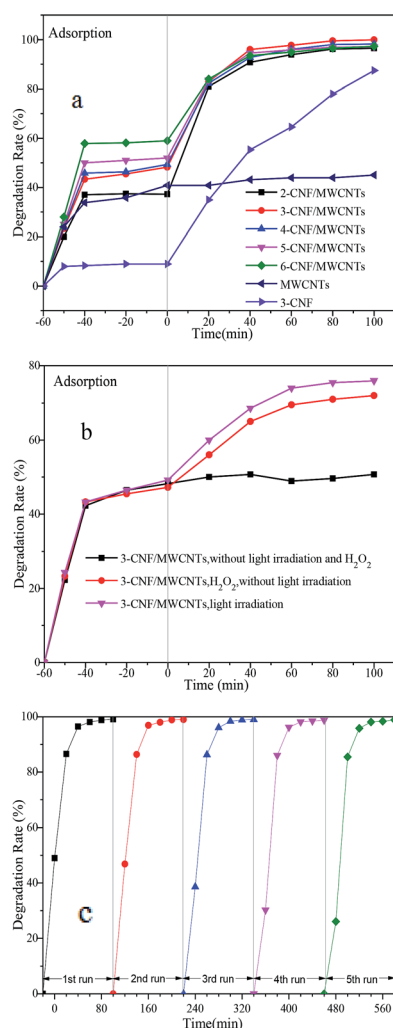 Adsorption
a
Degradation Rate (%)
100
80
60
40
20
0
2-CNF/MWCNTs
3-CNF/MWCNTs
4-CNF/MWCNTs
5-CNF/MWCNTs
6-CNF/MWCNTs
MWCNTs
3-CNF
-60 -40 -20 0 20 40 60 80 100
Time(min)
80
60
40
20
0
Degradation Rate (%)
Adsorption
b
3-CNF/MWCNTs,without light irradiation and H₂O₂
3-CNF/MWCNTs,H₂O₂,without light irradiation
3-CNF/MWCNTs,light irradiation
-60 -40 -20 0 20 40 60 80 100
Time (min)
100
80
60
40
20
0
Degradation Rate (%)
c
1st run 2nd run 3rd run 4th run 5th run
0 80 160 240 320 400 480 560
Time(min)